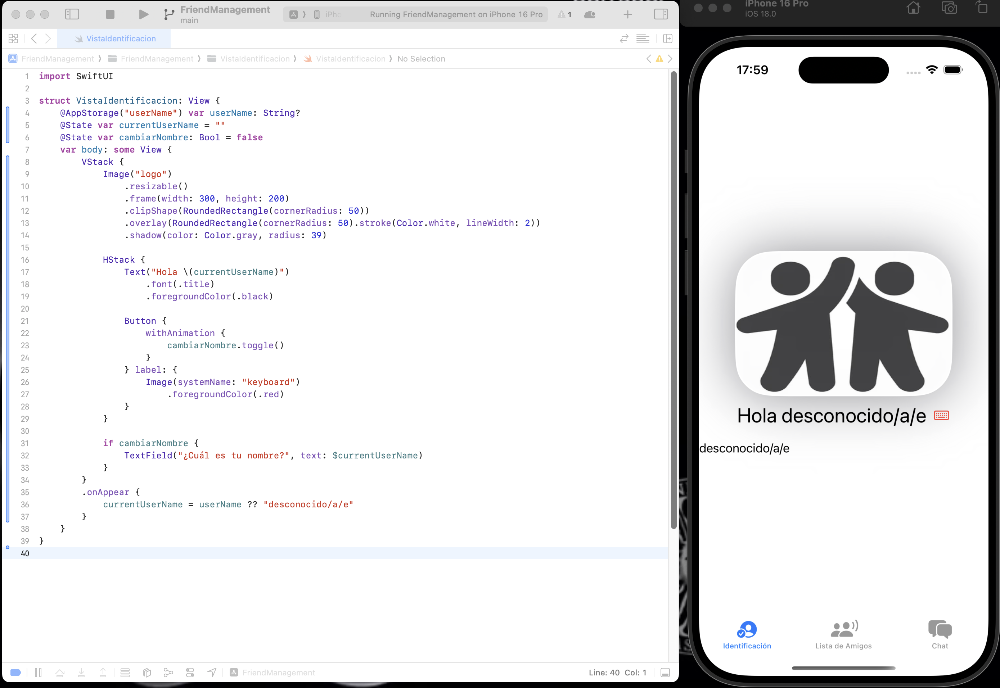 FriendManagement
main
iPho
Running FriendManagement on iPhone 16 Pro
1
VistaIdentificacion
FriendManagement
FriendManagement
VistaIdentificacion
VistaIdentificacion
No Selection
1 import SwiftUI
2
3 struct VistaIdentificacion: View {
4 @AppStorage("userName") var userName: String?
5 @State var currentUserName = ""
6 @State var cambiarNombre: Bool = false
7 var body: some View {
8 VStack {
9 Image("logo")
10 .resizable()
11 .frame(width: 300, height: 200)
12 .clipShape(RoundedRectangle(cornerRadius: 50))
13 .overlay(RoundedRectangle(cornerRadius: 50).stroke(Color.white, lineWidth: 2))
14 .shadow(color: Color.gray, radius: 39)
15
16 HStack {
17 Text("Hola \(currentUserName)")
18 .font(.title)
19 .foregroundColor(.black)
20
21 Button {
22 withAnimation {
23 cambiarNombre.toggle()
24 }
25 } label: {
26 Image(systemName: "keyboard")
27 .foregroundColor(.red)
28 }
29 }
30
31 if cambiarNombre {
32 TextField("¿Cuál es tu nombre?", text: $currentUserName)
33 }
34 }
35 .onAppear {
36 currentUserName = userName ?? "desconocido/a/e"
37 }
38 }
39 }
40
FriendManagement
Line: 40 Col: 1
iPhone 16 Pro
iOS 18.0
17:59
Hola desconocido/a/e
desconocido/a/e
Identificación
Lista de Amigos
Chat